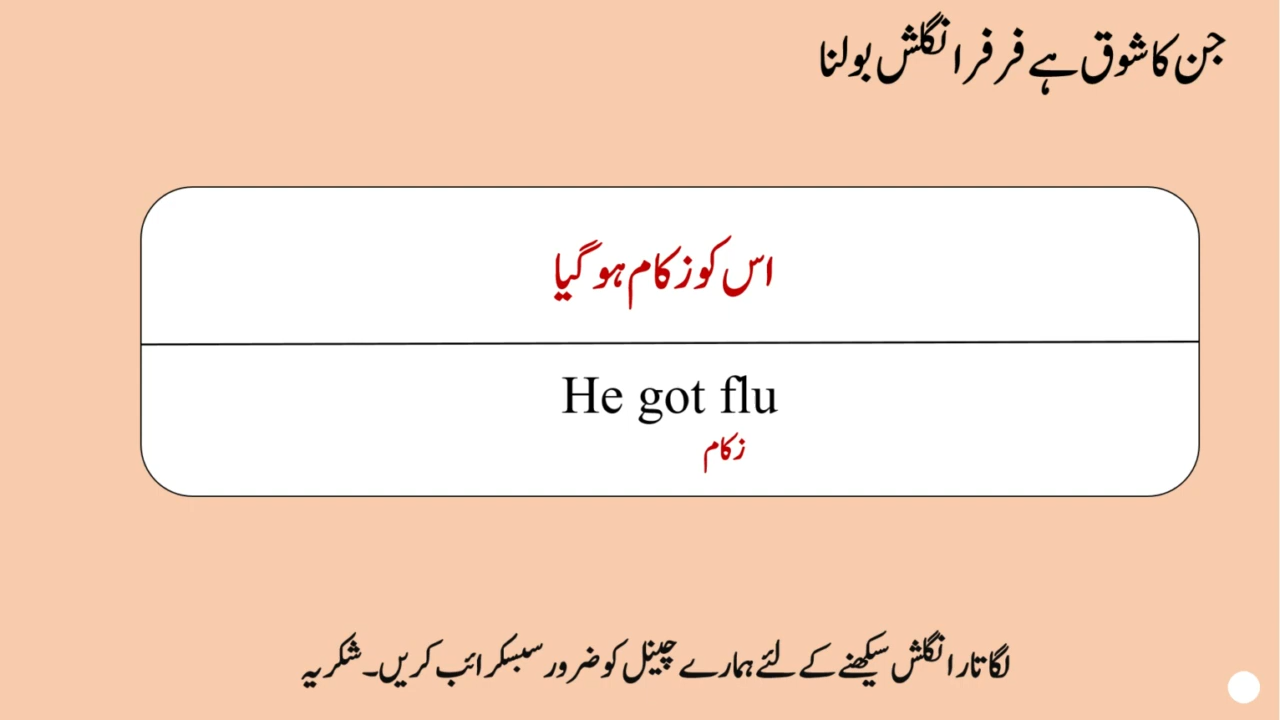 جن کا شوق ہے فر فر انگلش بولنا
اس کو زکام ہو گیا
He got flu
زکام
لگاتار انگلش سیکھنے کے لئے ہمارے چینل کو ضرور سبسکرائب کریں۔ شکریہ